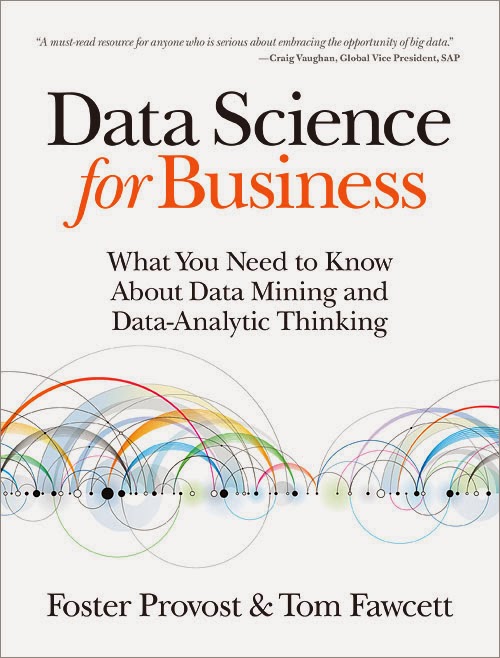 “A must-read resource for anyone who is serious about embracing the opportunity of big data.”
—Craig Vaughan, Global Vice President, SAP
Data Science
for Business
What You Need to Know
About Data Mining and
Data-Analytic Thinking
Foster Provost & Tom Fawcett